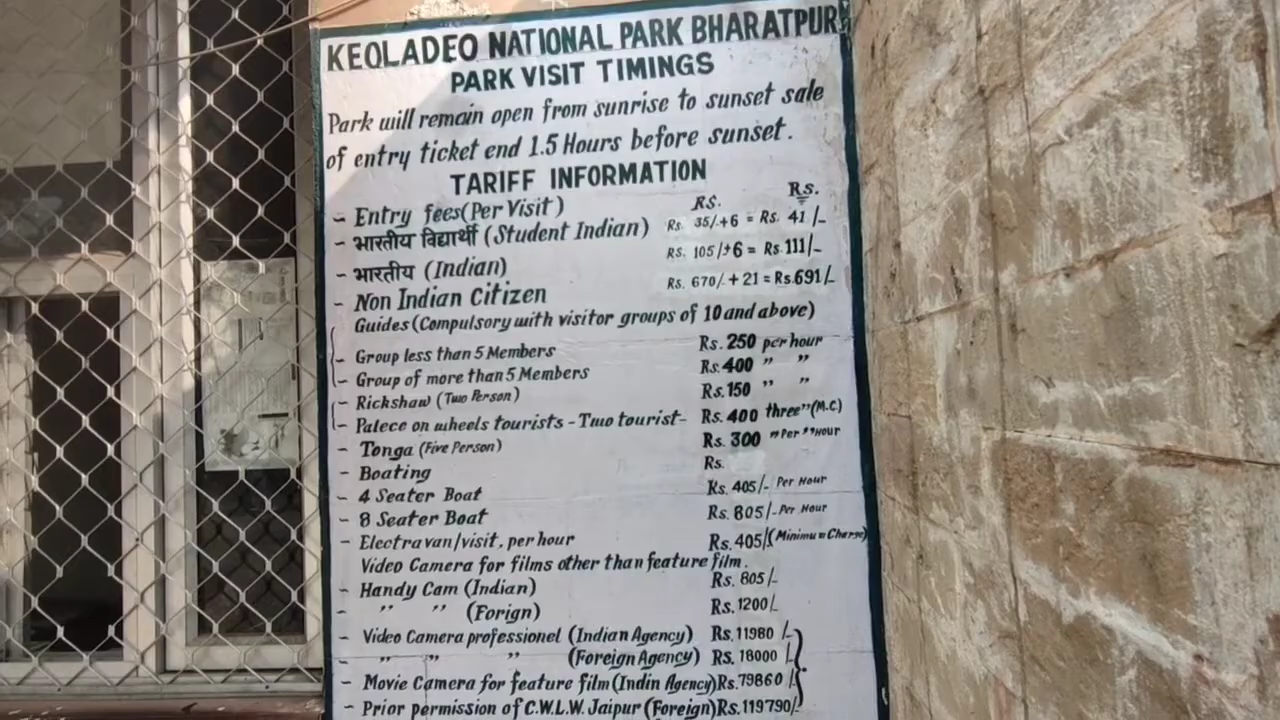 KEOLADEO NATIONAL PARK BHARATPUR
PARK VISIT TIMINGS
Park will remain open from sunrise to sunset sale
of entry ticket end 1.5 Hours before sunset.
TARIFF INFORMATION
- Entry fees(Per Visit) RS. Rs.
- भारतीय विद्यार्थी (Student Indian) Rs. 35/.+6 = Rs. 41/-
- भारतीय (Indian) Rs. 105/+6 = Rs.111/-
- Non Indian Citizen Rs. 670/- + 21 = Rs.691/-
Guides(Compulsory with visitor groups of 10 and above)
- Group less than 5 Members Rs. 250 per hour
- Group of more than 5 Members Rs. 400 " "
- Rickshaw (Two Person) Rs. 150 " "
- Palece on wheels tourists - Two tourist- Rs. 400 three"(M.C.)
- Tonga (Five Person) Rs. 300 "Per " Hour
- Boating Rs.
- 4 Seater Boat Rs. 405/- Per Hour
- 8 Seater Boat Rs. 805/- Per Hour
- Electra van/visit, per hour Rs. 405/(
Video Camera for films other than feature film.
- Handy Cam (Indian) Rs. 805/-
- " " (Forign) Rs. 1200/-
- Video Camera professionel (Indian Agency) Rs. 11980 /-
- " " " (Foreign Agency) Rs. 18000 /-
- Movie Camera for feature film (Indin Agency) Rs. 79860 /-
- Prior permission of C.W.L.W. Jaipur (Foreign) Rs. 119790/-